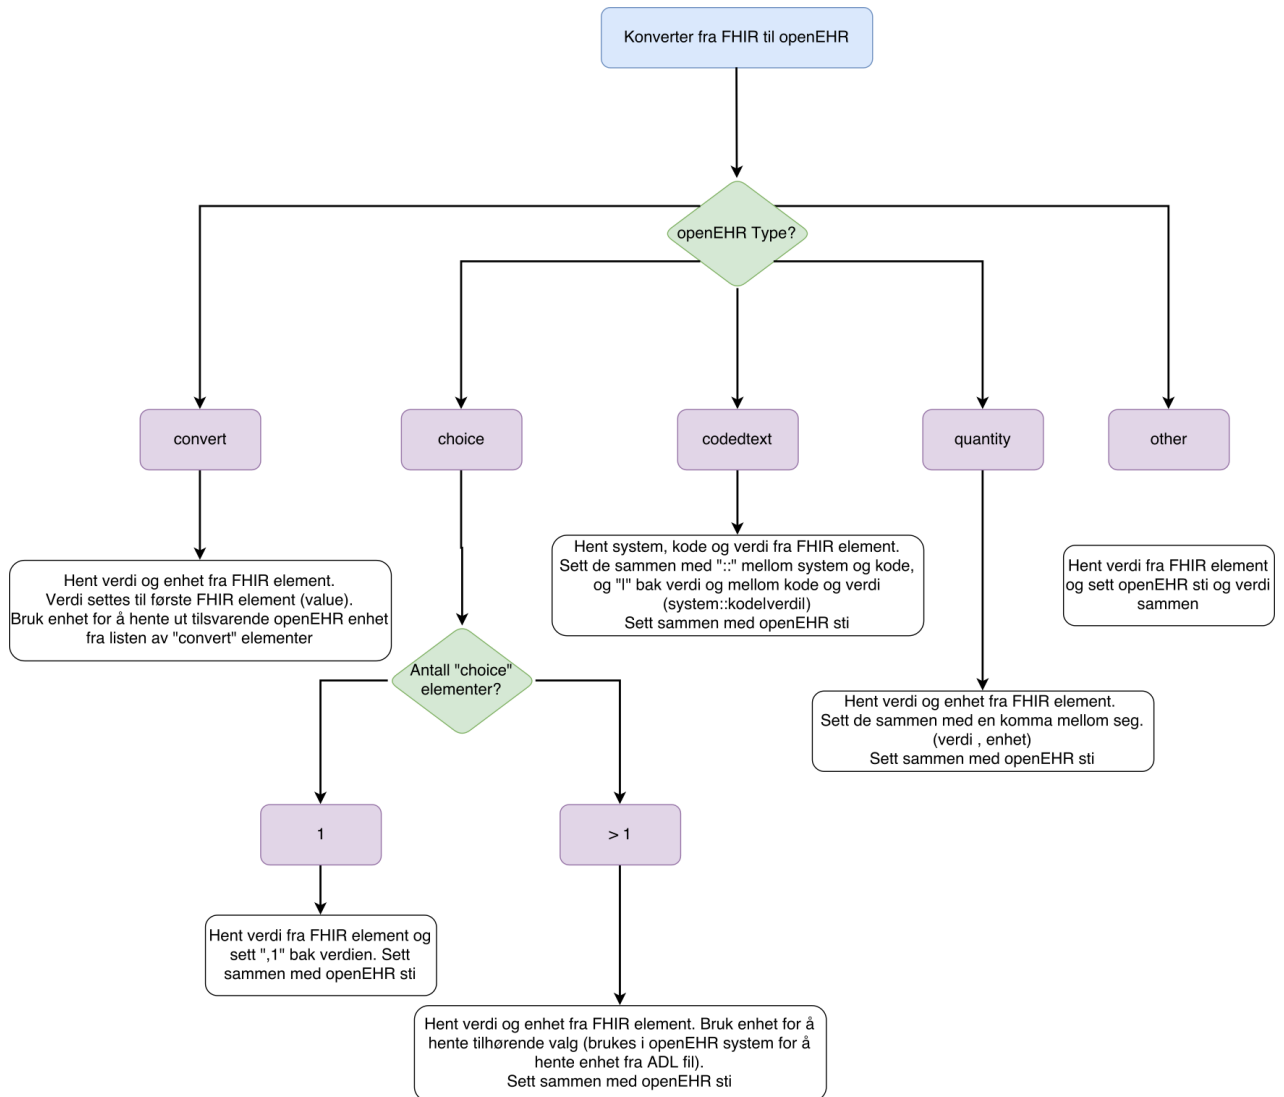 Konverter fra FHIR til openEHR
openEHR Type?
convert
choice
codedtext
quantity
other
Hent verdi og enhet fra FHIR element.
Verdi settes til første FHIR element (value).
Bruk enhet for å hente ut tilsvarende openEHR enhet
fra listen av "convert" elementer
Hent system, kode og verdi fra FHIR element.
Sett de sammen med "::" mellom system og kode,
og "|" bak verdi og mellom kode og verdi
(system::kode|verdi|)
Sett sammen med openEHR sti
Hent verdi fra FHIR element
og sett openEHR sti og verdi
sammen
Antall "choice"
elementer?
Hent verdi og enhet fra FHIR element.
Sett de sammen med en komma mellom seg.
(verdi , enhet)
Sett sammen med openEHR sti
1
> 1
Hent verdi fra FHIR element og
sett ",1" bak verdien. Sett
sammen med openEHR sti
Hent verdi og enhet fra FHIR element. Bruk enhet for å
hente tilhørende valg (brukes i openEHR system for å
hente enhet fra ADL fil).
Sett sammen med openEHR sti